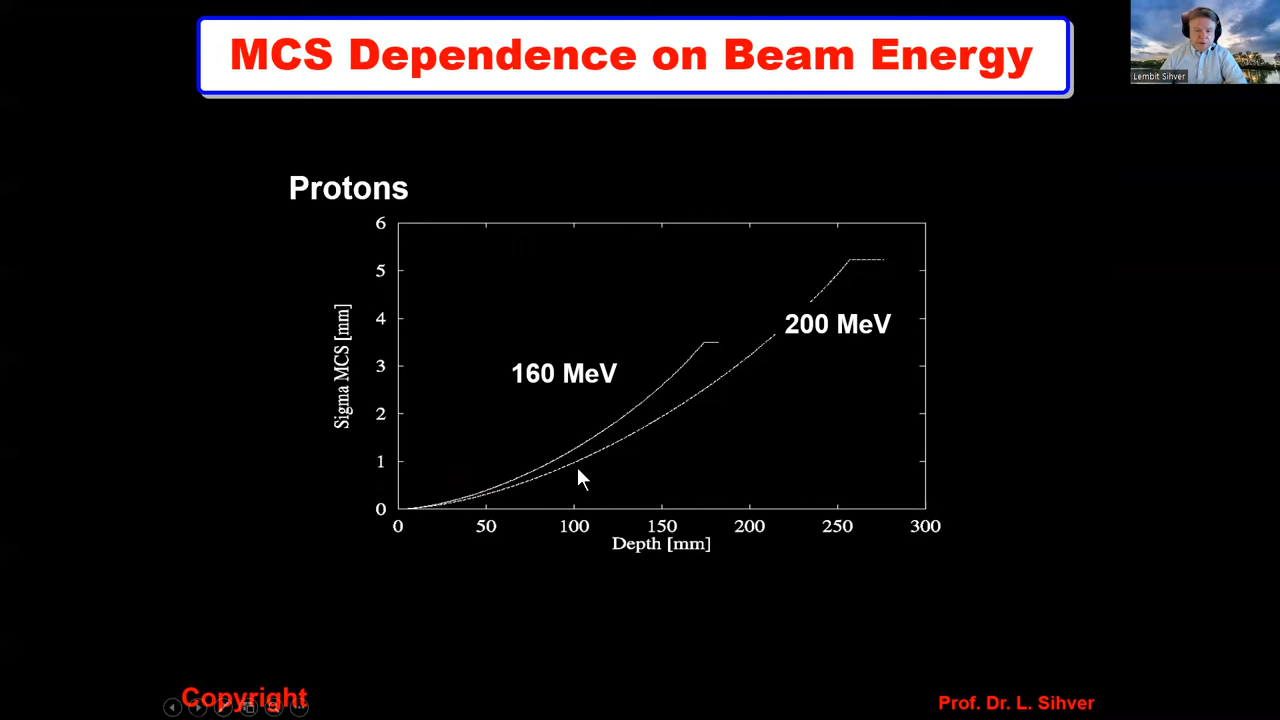 MCS Dependence on Beam Energy
Lembit Sihver
Protons
6
5
4
3
2
1
0
Sigma MCS [mm]
160 MeV
200 MeV
0 50 100 150 200 250 300
Depth [mm]
Copyright
Prof. Dr. L. Sihver